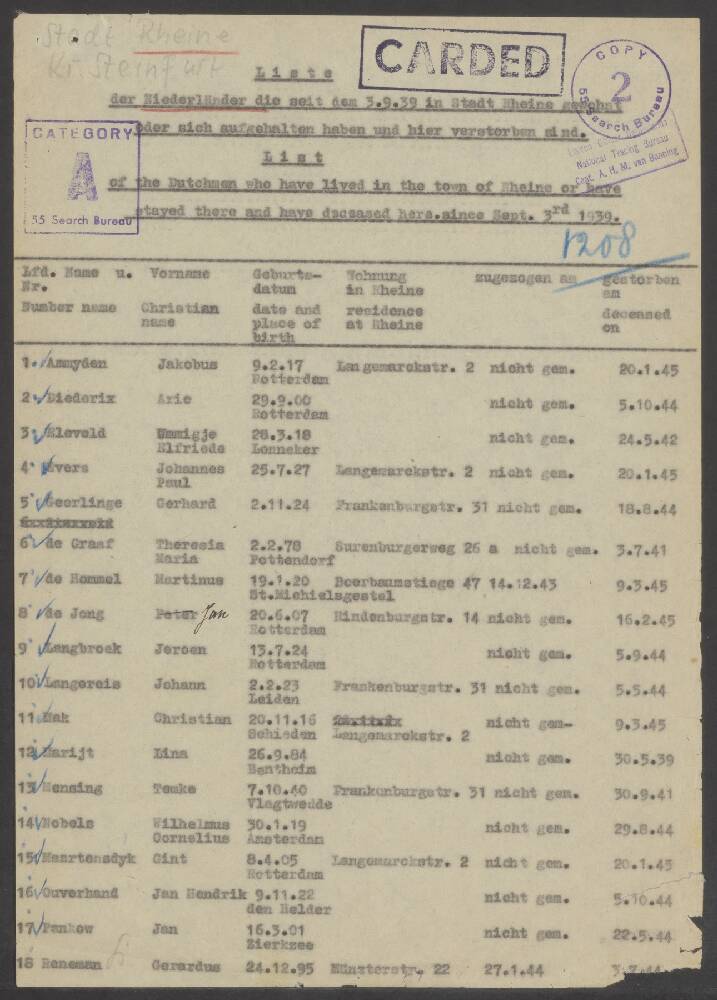 Stadt Rheine
Kr. Steinfurt
CARDED
COPY
2
55 Search Bureau
National Tracing Bureau
Capt. A. H. M. van
CATEGORY
A
55 Search Bureau
Liste
der Niederländer die seit dem 3.9.39 in Stadt Rheine gewohnt
oder sich aufgehalten haben und hier verstorben sind.
List
of the Dutchmen who have lived in the town of Rheine or have
stayed there and have deceased here.since Sept. 3rd 1939.
1208
Lfd. Name u. Vorname Geburts- Wohnung zugezogen am gestorben
Nr. datum in Rheine am
Number name Christian date and residence deceased
name place of at Rheine on
birth
1. Ammyden Jakobus 9.2.17 Langemarckstr. 2 nicht gem. 20.1.45
Rotterdam
2. Diederix Arie 29.9.00 nicht gem. 5.10.44
Rotterdam
3. Eleveld Ummigje 28.3.18 nicht gem. 24.5.42
Elfriede Lonneker
4. Evers Johannes 25.7.27 Langemarckstr. 2 nicht gem. 20.1.45
Paul
5 Geerlings Gerhard 2.11.24 Frankenburgstr. 31 nicht gem. 18.8.44
6 de Graaf Theresia 2.2.78 Surenburgerweg 26 a nicht gem. 3.7.41
Maria Pottendorf
7 de Hommel Martinus 19.1.20 Beerbaumstiege 47 14.12.43 9.3.45
St.Michielsgestel
8 de Jong Peter Jan 20.6.07 Hindenburgstr. 14 nicht gem. 16.2.45
Rotterdam
9 Langbroek Jeroen 13.7.24 nicht gem. 5.9.44
Rotterdam
10 Langereis Johann 2.2.23 Frankenburgstr. 31 nicht gem. 5.5.44
Leiden
11 Mak Christian 20.11.16 nicht gem- 9.3.45
Schiedam Langemarckstr. 2
12 Marijt Lina 26.9.84 nicht gem. 30.5.39
Bentheim
13 Mensing Temke 7.10.40 Frankenburgstr. 31 nicht gem. 30.9.41
Vlagtwedde
14 Nobels Wilhelmus 30.1.19 nicht gem. 29.8.44
Cornelius Amsterdam
15 Maartensdyk Gint 8.4.05 Langemarckstr. 2 nicht gem. 20.1.45
Rotterdam
16 Ouverhand Jan Hendrik 9.11.22 nicht gem. 5.10.44
den Helder
17 Pankow Jan 16.3.01 nicht gem. 22.5.44
Zierkzee
18 Reneman Gerardus 24.12.95 Münsterstr. 22 27.1.44 3.7.44